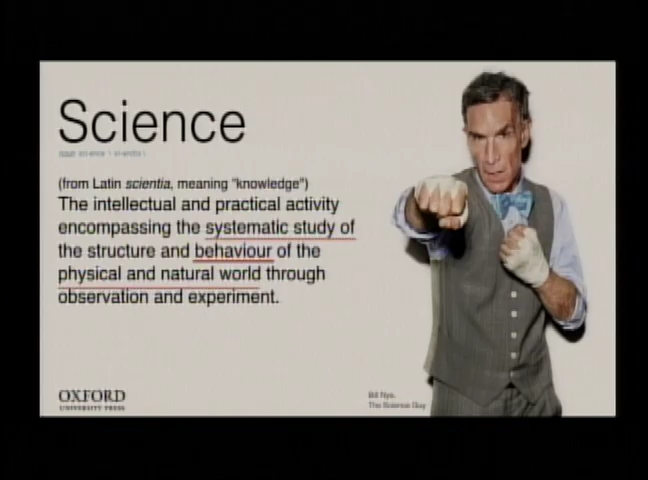 Science
(from Latin scientia, meaning "knowledge")
The intellectual and practical activity
encompassing the systematic study of
the structure and behaviour of the
physical and natural world through
observation and experiment.
OXFORD
UNIVERSITY PRESS
Bill Nye,
The Science Guy